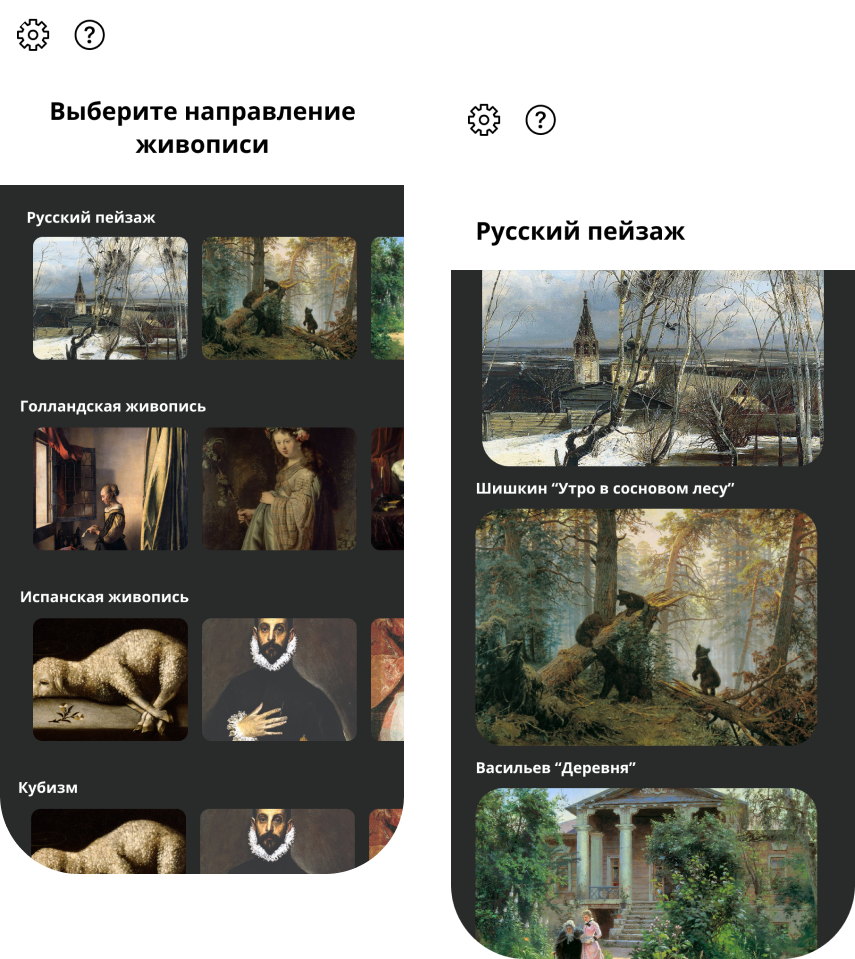 Выберите направление
живописи
Русский пейзаж
Голландская живопись
Испанская живопись
Кубизм
Русский пейзаж
Шишкин “Утро в сосновом лесу”
Васильев “Деревня”